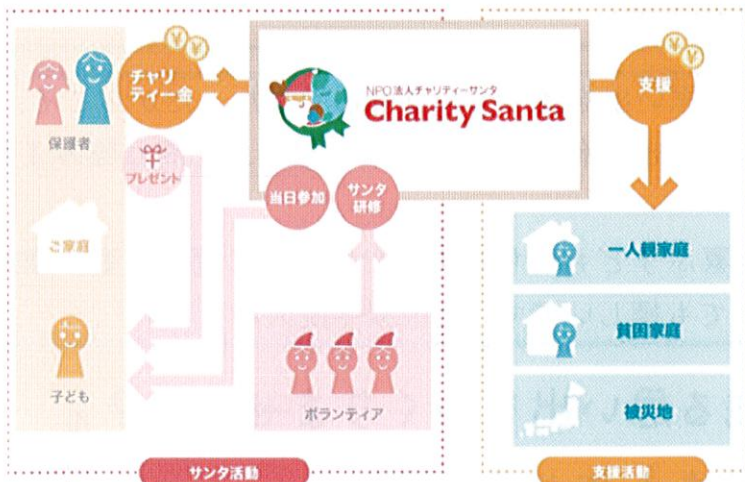 保護者
チャリ
ティー金
プレゼント
ご家庭
子ども
NPO法人チャリティーサンタ
Charity Santa
当日参加
サンタ
研修
ボランティア
サンタ活動
支援
一人親家庭
貧困家庭
被災地
支援活動